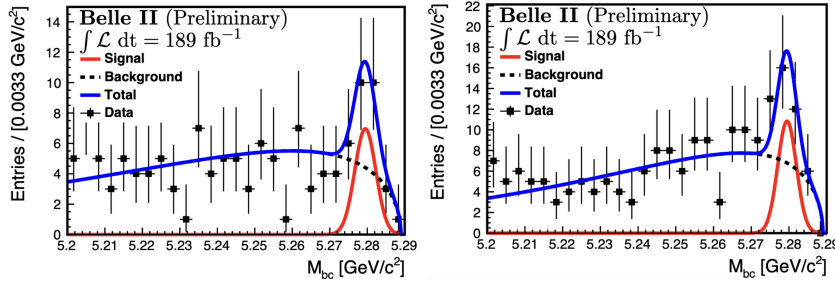 Belle II (Preliminary)
∫ ℒ dt = 189 fb⁻¹
Signal
Background
Total
Data
Entries / [0.0033 GeV/c²]
14
12
10
8
6
4
2
0
5.2 5.21 5.22 5.23 5.24 5.25 5.26 5.27 5.28 5.29
M_bc [GeV/c²]
Belle II (Preliminary)
∫ ℒ dt = 189 fb⁻¹
Signal
Background
Total
Data
Entries / [0.0033 GeV/c²]
22
20
18
16
14
12
10
8
6
4
2
0
5.2 5.21 5.22 5.23 5.24 5.25 5.26 5.27 5.28 5.29
M_bc [GeV/c²]